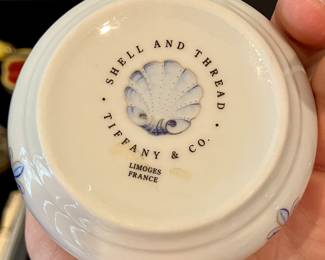 SHELL AND THREAD
TIFFANY & CO.
LIMOGES
FRANCE